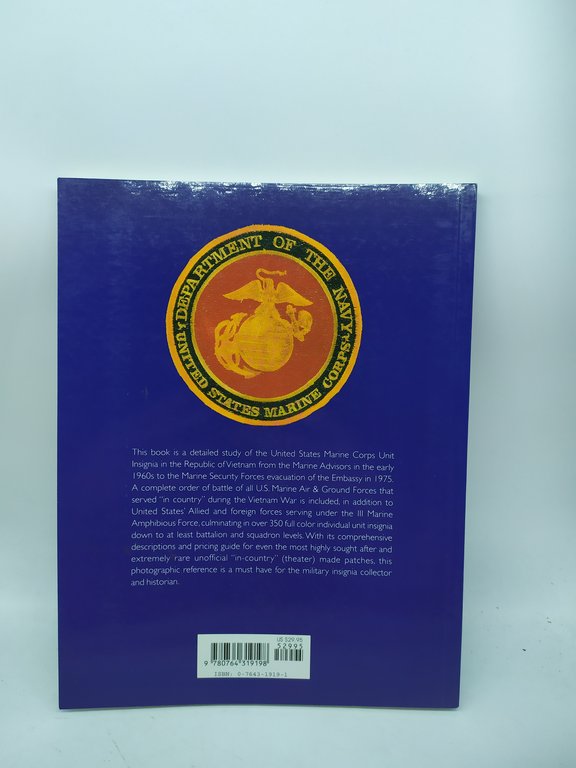 DEPARTMENT OF THE NAVY
UNITED STATES MARINE CORPS
This book is a detailed study of the United States Marine Corps Unit
Insignia in the Republic of Vietnam from the Marine Advisors in the early
1960s to the Marine Security Forces evacuation of the Embassy in 1975.
A complete order of battle of all U.S. Marine Air & Ground Forces that
served "in country" during the Vietnam War is included, in addition to
United States' Allied and foreign forces serving under the III Marine
Amphibious Force, culminating in over 350 full color individual unit insignia
down to at least battalion and squadron levels. With its comprehensive
descriptions and pricing guide for even the most highly sought after and
extremely rare unofficial "in-country" (theater) made patches, this
photographic reference is a must have for the military insignia collector
and historian.
US $29.95
52995
9 780764 319198
ISBN: 0-7643-1919-1